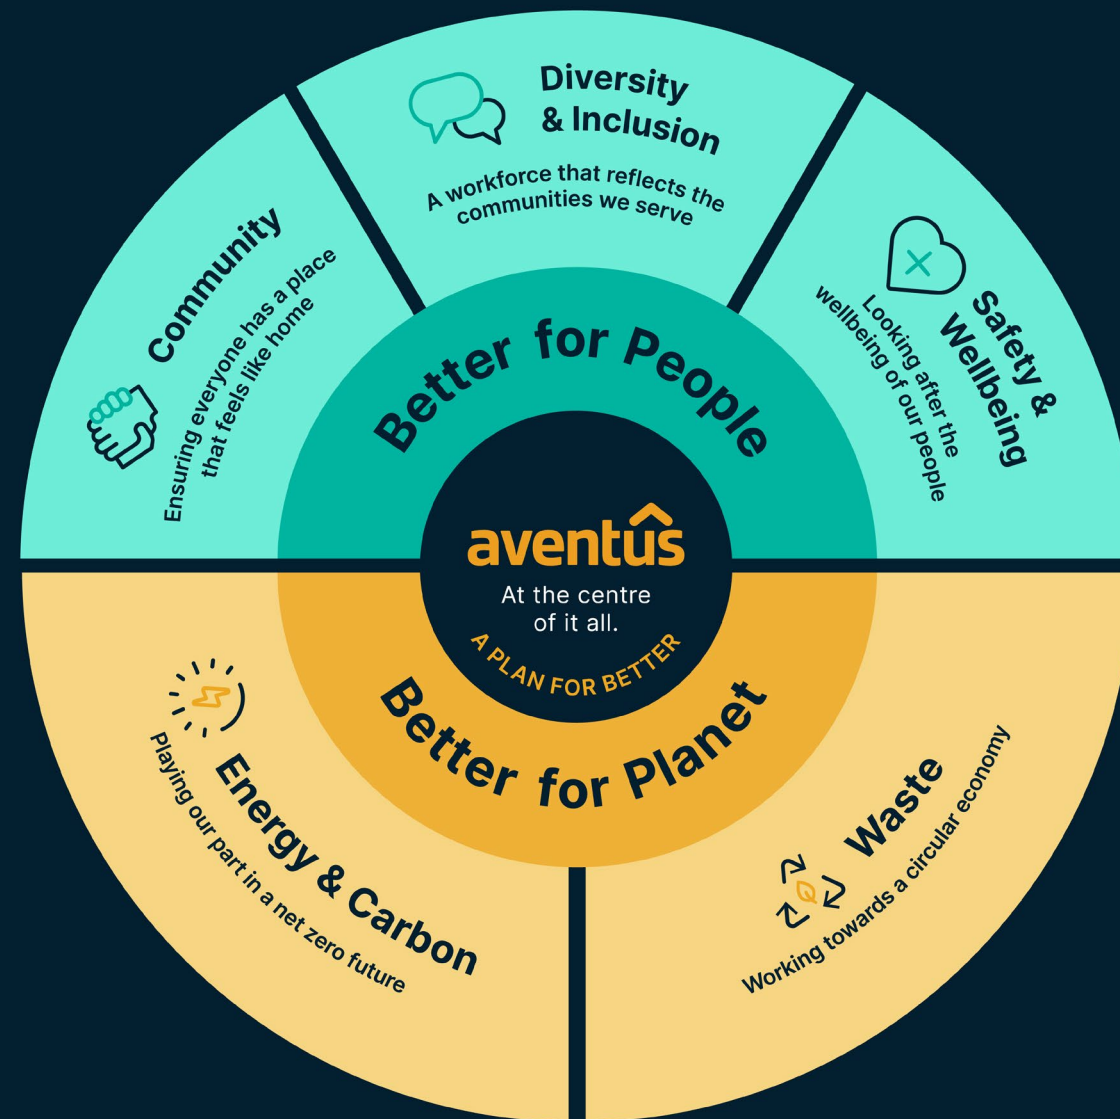 Diversity
& Inclusion
A workforce that reflects the
communities we serve
Community
Ensuring everyone has a place
that feels like home
Safety &
Wellbeing
Looking after the
wellbeing of our people
Better for People
aventus
At the centre
of it all.
A PLAN FOR BETTER
Better for Planet
Energy & Carbon
Playing our part in a net zero future
Waste
Working towards a circular economy